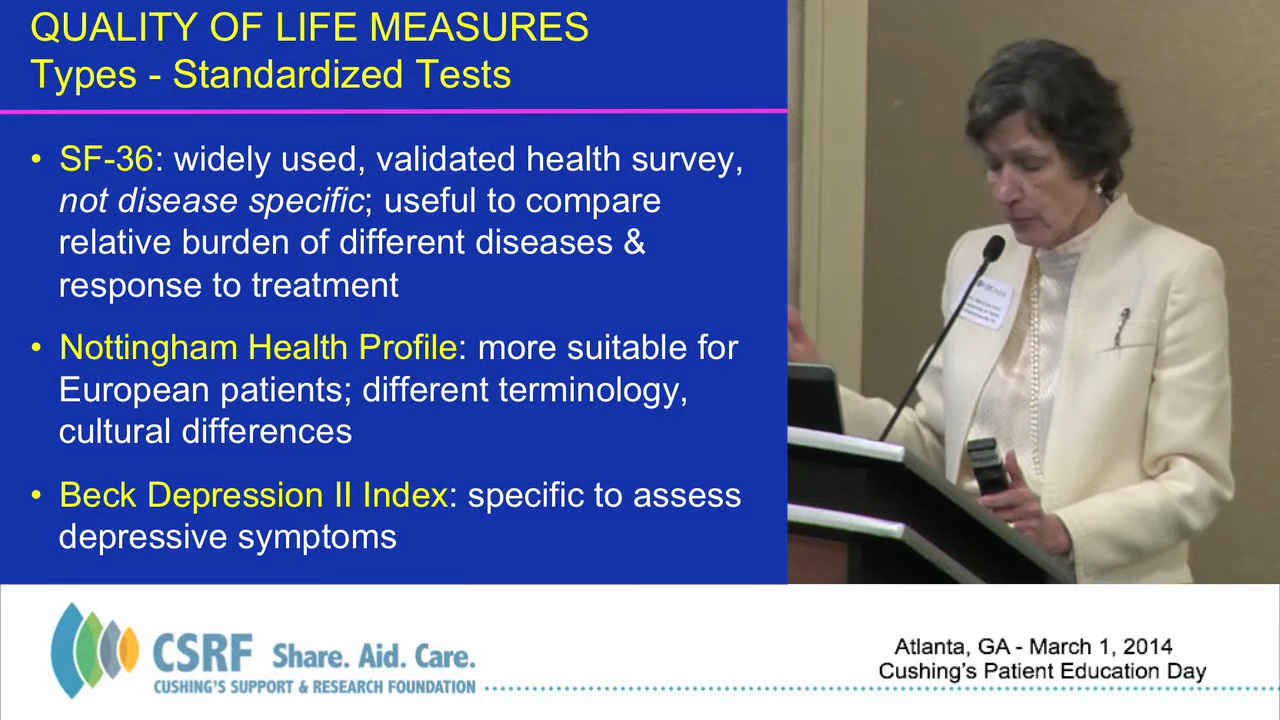 QUALITY OF LIFE MEASURES
Types - Standardized Tests
• SF-36: widely used, validated health survey,
not disease specific; useful to compare
relative burden of different diseases &
response to treatment
• Nottingham Health Profile: more suitable for
European patients; different terminology,
cultural differences
• Beck Depression II Index: specific to assess
depressive symptoms
CSRF Share. Aid. Care.
CUSHING'S SUPPORT & RESEARCH FOUNDATION
Atlanta, GA - March 1, 2014
Cushing's Patient Education Day